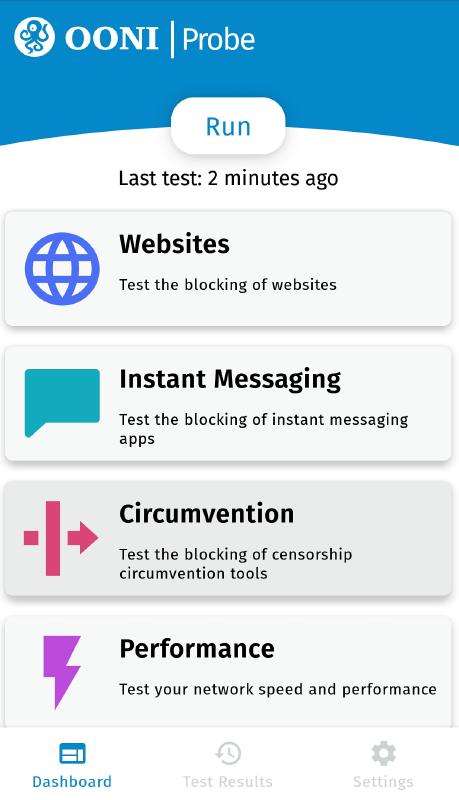 OONI Probe
Run
Last test: 2 minutes ago
Websites
Test the blocking of websites
Instant Messaging
Test the blocking of instant messaging
apps
Circumvention
Test the blocking of censorship
circumvention tools
Performance
Test your network speed and performance
Dashboard
Test Results
Settings